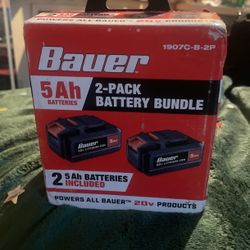 Bauer
1907C-B-2P
5Ah
BATTERIES
2-PACK
BATTERY BUNDLE
Bauer
Bauer
2 5Ah BATTERIES
INCLUDED
POWERS ALL BAUER™ 20v PRODUCTS